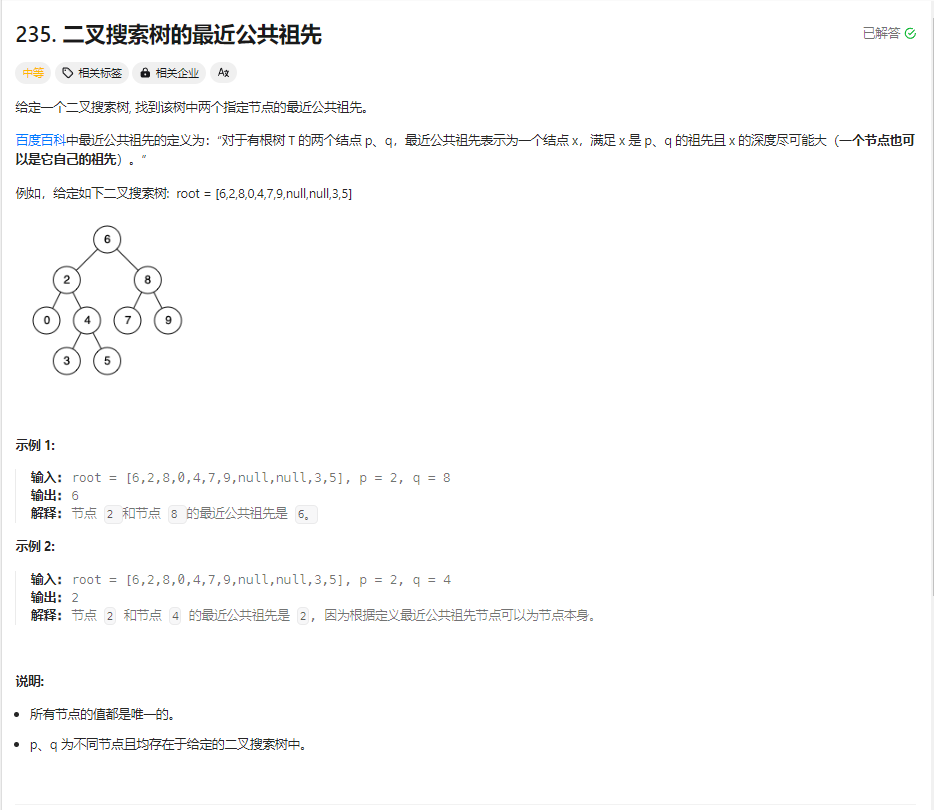 235. 二叉搜索树的最近公共祖先
已解答
中等 相关标签 相关企业 Az
给定一个二叉搜索树, 找到该树中两个指定节点的最近公共祖先。
百度百科中最近公共祖先的定义为：“对于有根树 T 的两个结点 p、q，最近公共祖先表示为一个结点 x，满足 x 是 p、q 的祖先且 x 的深度尽可能大（一个节点也可
以是它自己的祖先）。”
例如，给定如下二叉搜索树: root = [6,2,8,0,4,7,9,null,null,3,5]
6
2 8
0 4 7 9
3 5
示例 1:
输入: root = [6,2,8,0,4,7,9,null,null,3,5], p = 2, q = 8
输出: 6
解释: 节点 2 和节点 8 的最近公共祖先是 6。
示例 2:
输入: root = [6,2,8,0,4,7,9,null,null,3,5], p = 2, q = 4
输出: 2
解释: 节点 2 和节点 4 的最近公共祖先是 2, 因为根据定义最近公共祖先节点可以为节点本身。
说明:
所有节点的值都是唯一的。
p、q 为不同节点且均存在于给定的二叉搜索树中。